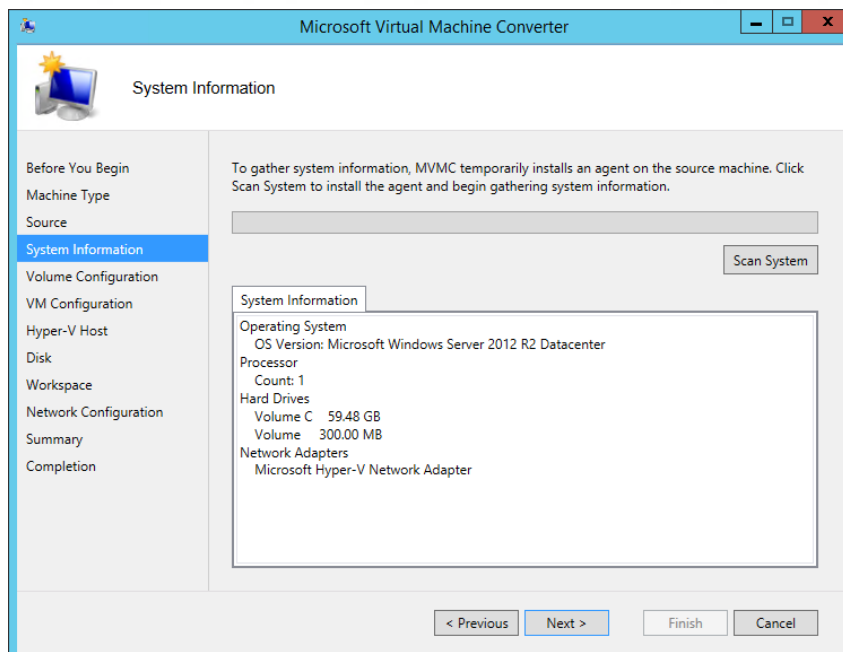 Microsoft Virtual Machine Converter
System Information
Before You Begin
Machine Type
Source
System Information
Volume Configuration
VM Configuration
Hyper-V Host
Disk
Workspace
Network Configuration
Summary
Completion
To gather system information, MVMC temporarily installs an agent on the source machine. Click
Scan System to install the agent and begin gathering system information.
Scan System
System Information
Operating System
OS Version: Microsoft Windows Server 2012 R2 Datacenter
Processor
Count: 1
Hard Drives
Volume C 59.48 GB
Volume 300.00 MB
Network Adapters
Microsoft Hyper-V Network Adapter
< Previous
Next >
Finish
Cancel